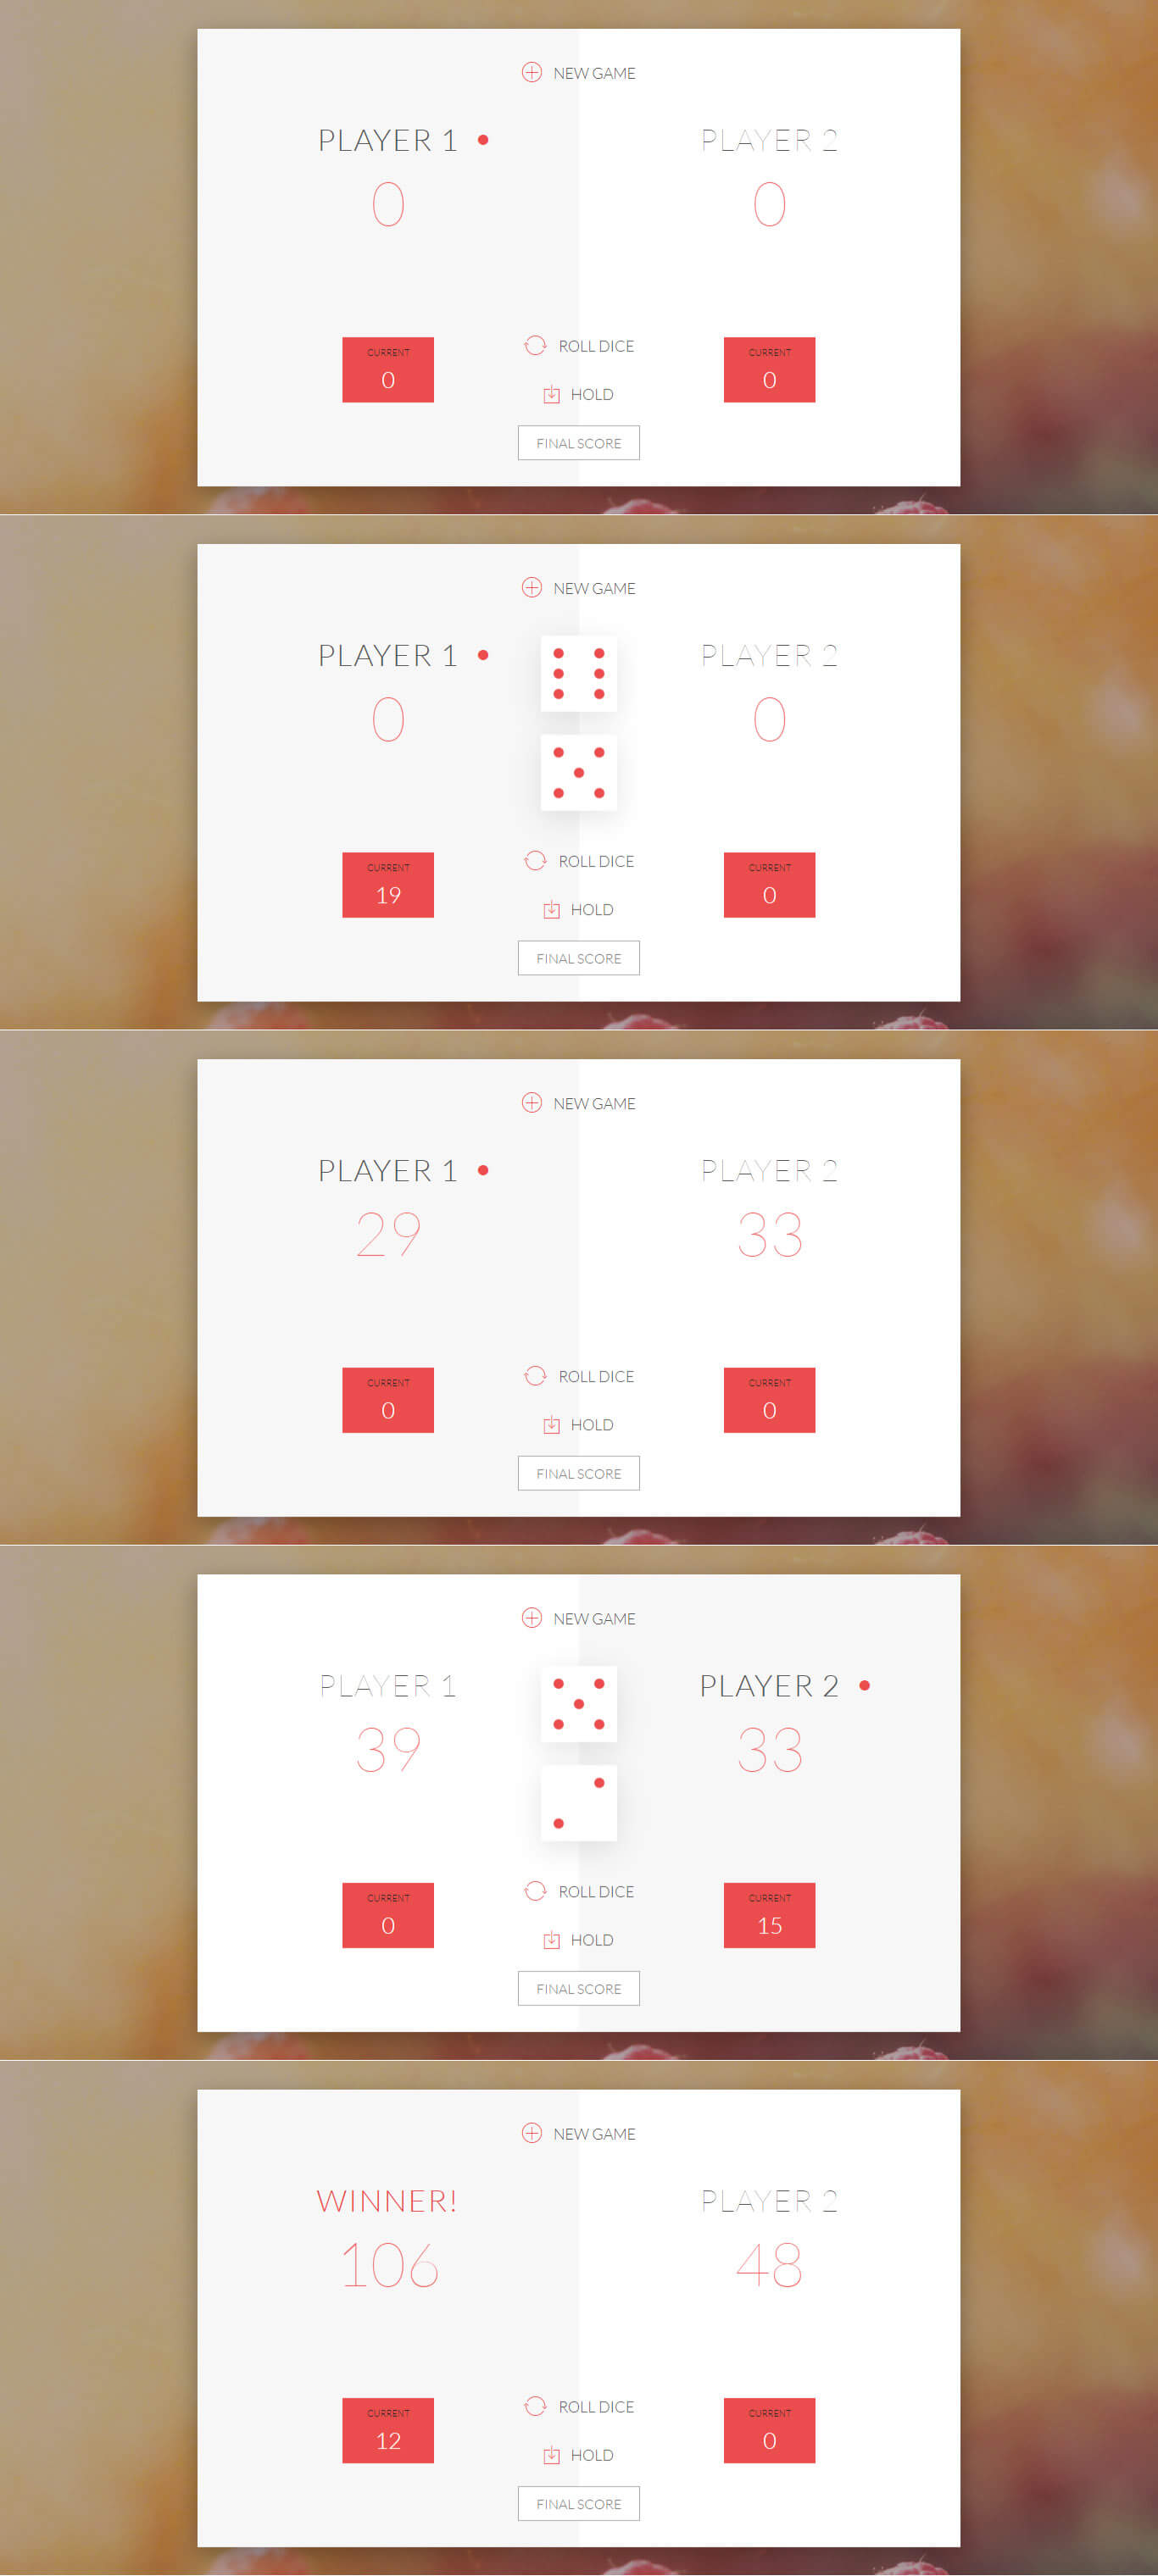 NEW GAME
PLAYER 1
PLAYER 2
0
0
CURRENT
0
ROLL DICE
CURRENT
0
HOLD
FINAL SCORE
NEW GAME
PLAYER 1
PLAYER 2
0
0
CURRENT
19
ROLL DICE
CURRENT
0
HOLD
FINAL SCORE
NEW GAME
PLAYER 1
PLAYER 2
29
33
CURRENT
0
ROLL DICE
CURRENT
0
HOLD
FINAL SCORE
NEW GAME
PLAYER 1
PLAYER 2
39
33
CURRENT
0
ROLL DICE
CURRENT
15
HOLD
FINAL SCORE
NEW GAME
WINNER!
PLAYER 2
106
48
CURRENT
12
ROLL DICE
CURRENT
0
HOLD
FINAL SCORE